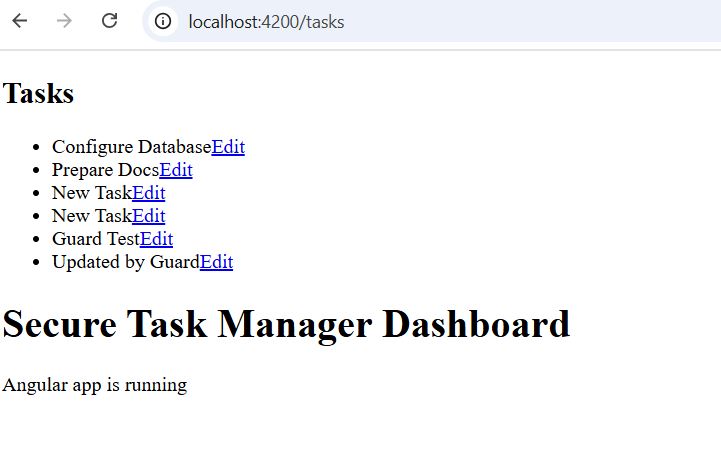 localhost:4200/tasks
Tasks
Configure DatabaseEdit
Prepare DocsEdit
New TaskEdit
New TaskEdit
Guard TestEdit
Updated by GuardEdit
Secure Task Manager Dashboard
Angular app is running